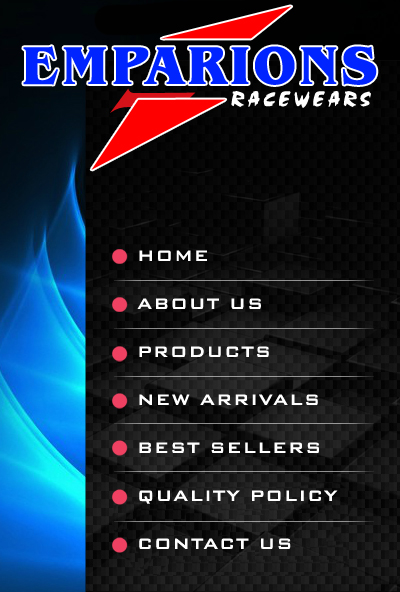 EMPARIONS
RACEWEARS
HOME
ABOUT US
PRODUCTS
NEW ARRIVALS
BEST SELLERS
QUALITY POLICY
CONTACT US